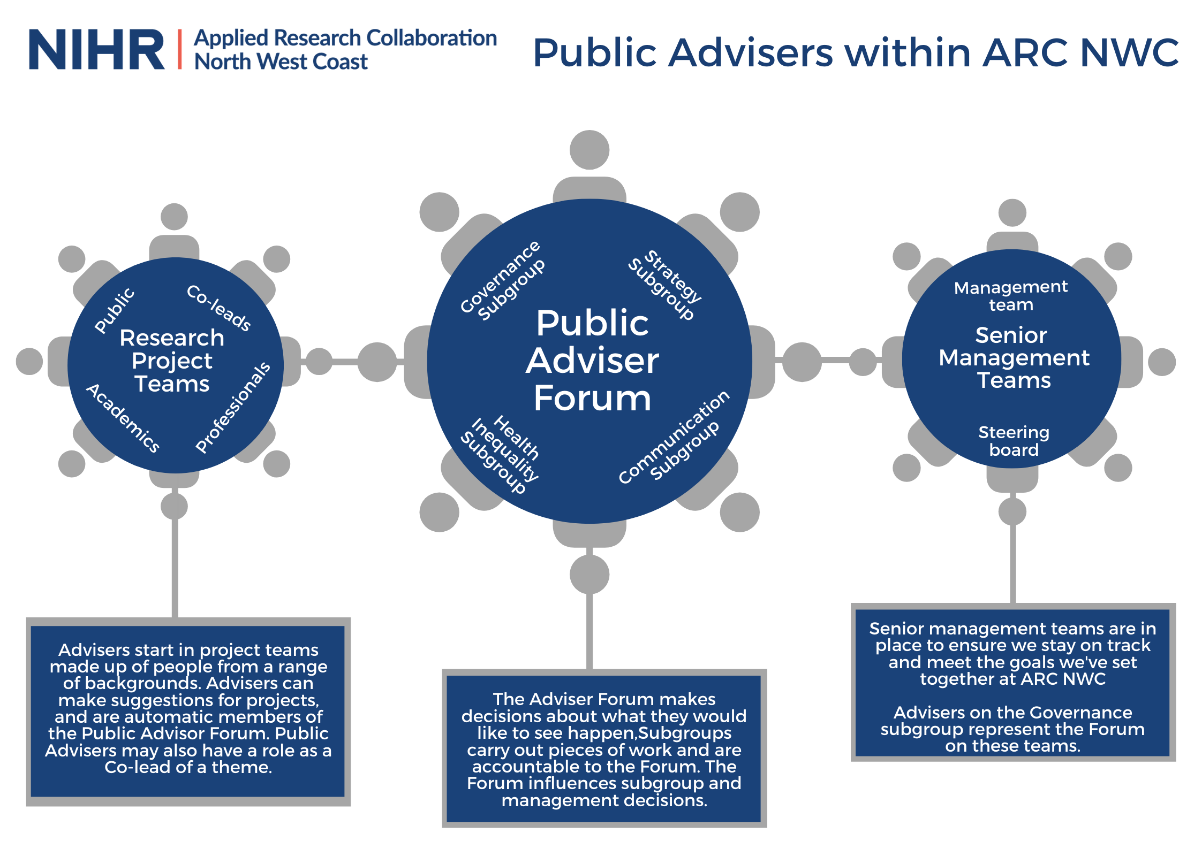 NIHR | Applied Research Collaboration
North West Coast
Public Advisers within ARC NWC
Public
Co-leads
Research
Project
Teams
Academics
Professionals
Governance
Subgroup
Strategy
Subgroup
Public
Adviser
Forum
Health
Inequality
Subgroup
Communication
Subgroup
Management
team
Senior
Management
Teams
Steering
board
Advisers start in project teams
made up of people from a range
of backgrounds. Advisers can
make suggestions for projects,
and are automatic members of
the Public Advisor Forum. Public
Advisers may also have a role as a
Co-lead of a theme.
The Adviser Forum makes
decisions about what they would
like to see happen,Subgroups
carry out pieces of work and are
accountable to the Forum. The
Forum influences subgroup and
management decisions.
Senior management teams are in
place to ensure we stay on track
and meet the goals we've set
together at ARC NWC
Advisers on the Governance
subgroup represent the Forum
on these teams.